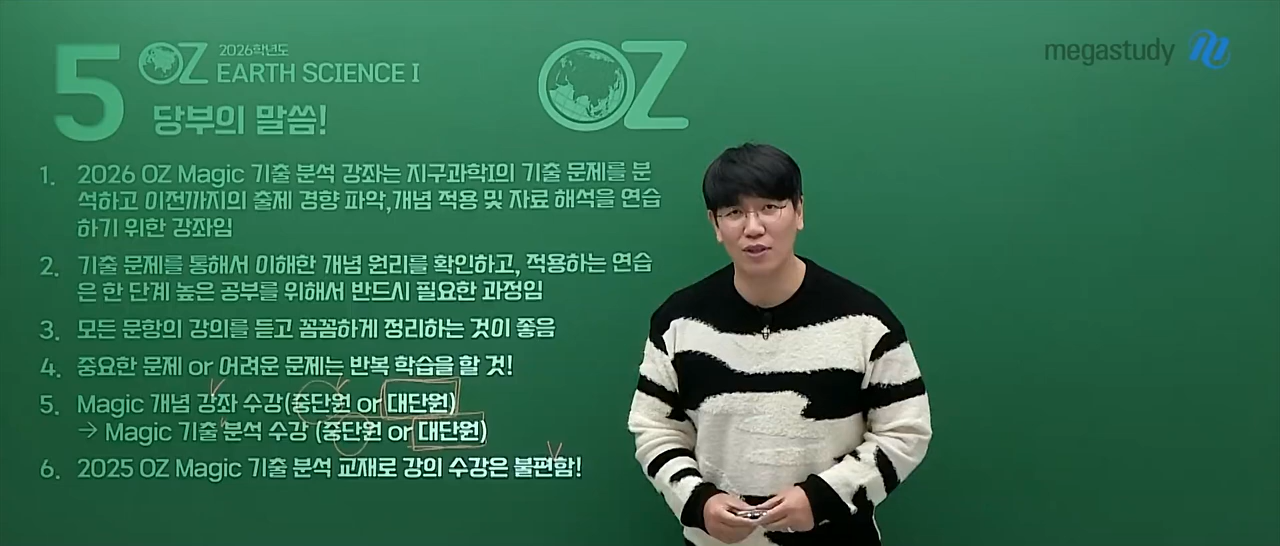 5
OZ
2026학년도
EARTH SCIENCE I
당부의 말씀!
OZ
megastudy
1. 2026 OZ Magic 기출 분석 강좌는 지구과학I의 기출 문제를 분
석하고 이전까지의 출제 경향 파악,개념 적용 및 자료 해석을 연습
하기 위한 강좌임
2. 기출 문제를 통해서 이해한 개념 원리를 확인하고, 적용하는 연습
은 한 단계 높은 공부를 위해서 반드시 필요한 과정임
3. 모든 문항의 강의를 듣고 꼼꼼하게 정리하는 것이 좋음
4. 중요한 문제 or 어려운 문제는 반복 학습을 할 것!
5. Magic 개념 강좌 수강(중단원 or 대단원)
→ Magic 기출 분석 수강 (중단원 or 대단원)
6. 2025 OZ Magic 기출 분석 교재로 강의 수강은 불편함!